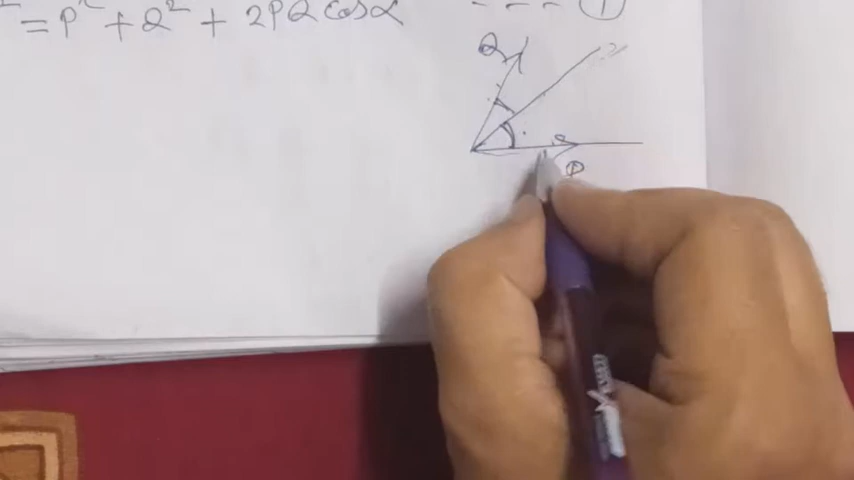 = P² + Q² + 2PQ cosα --- ①
Q
P